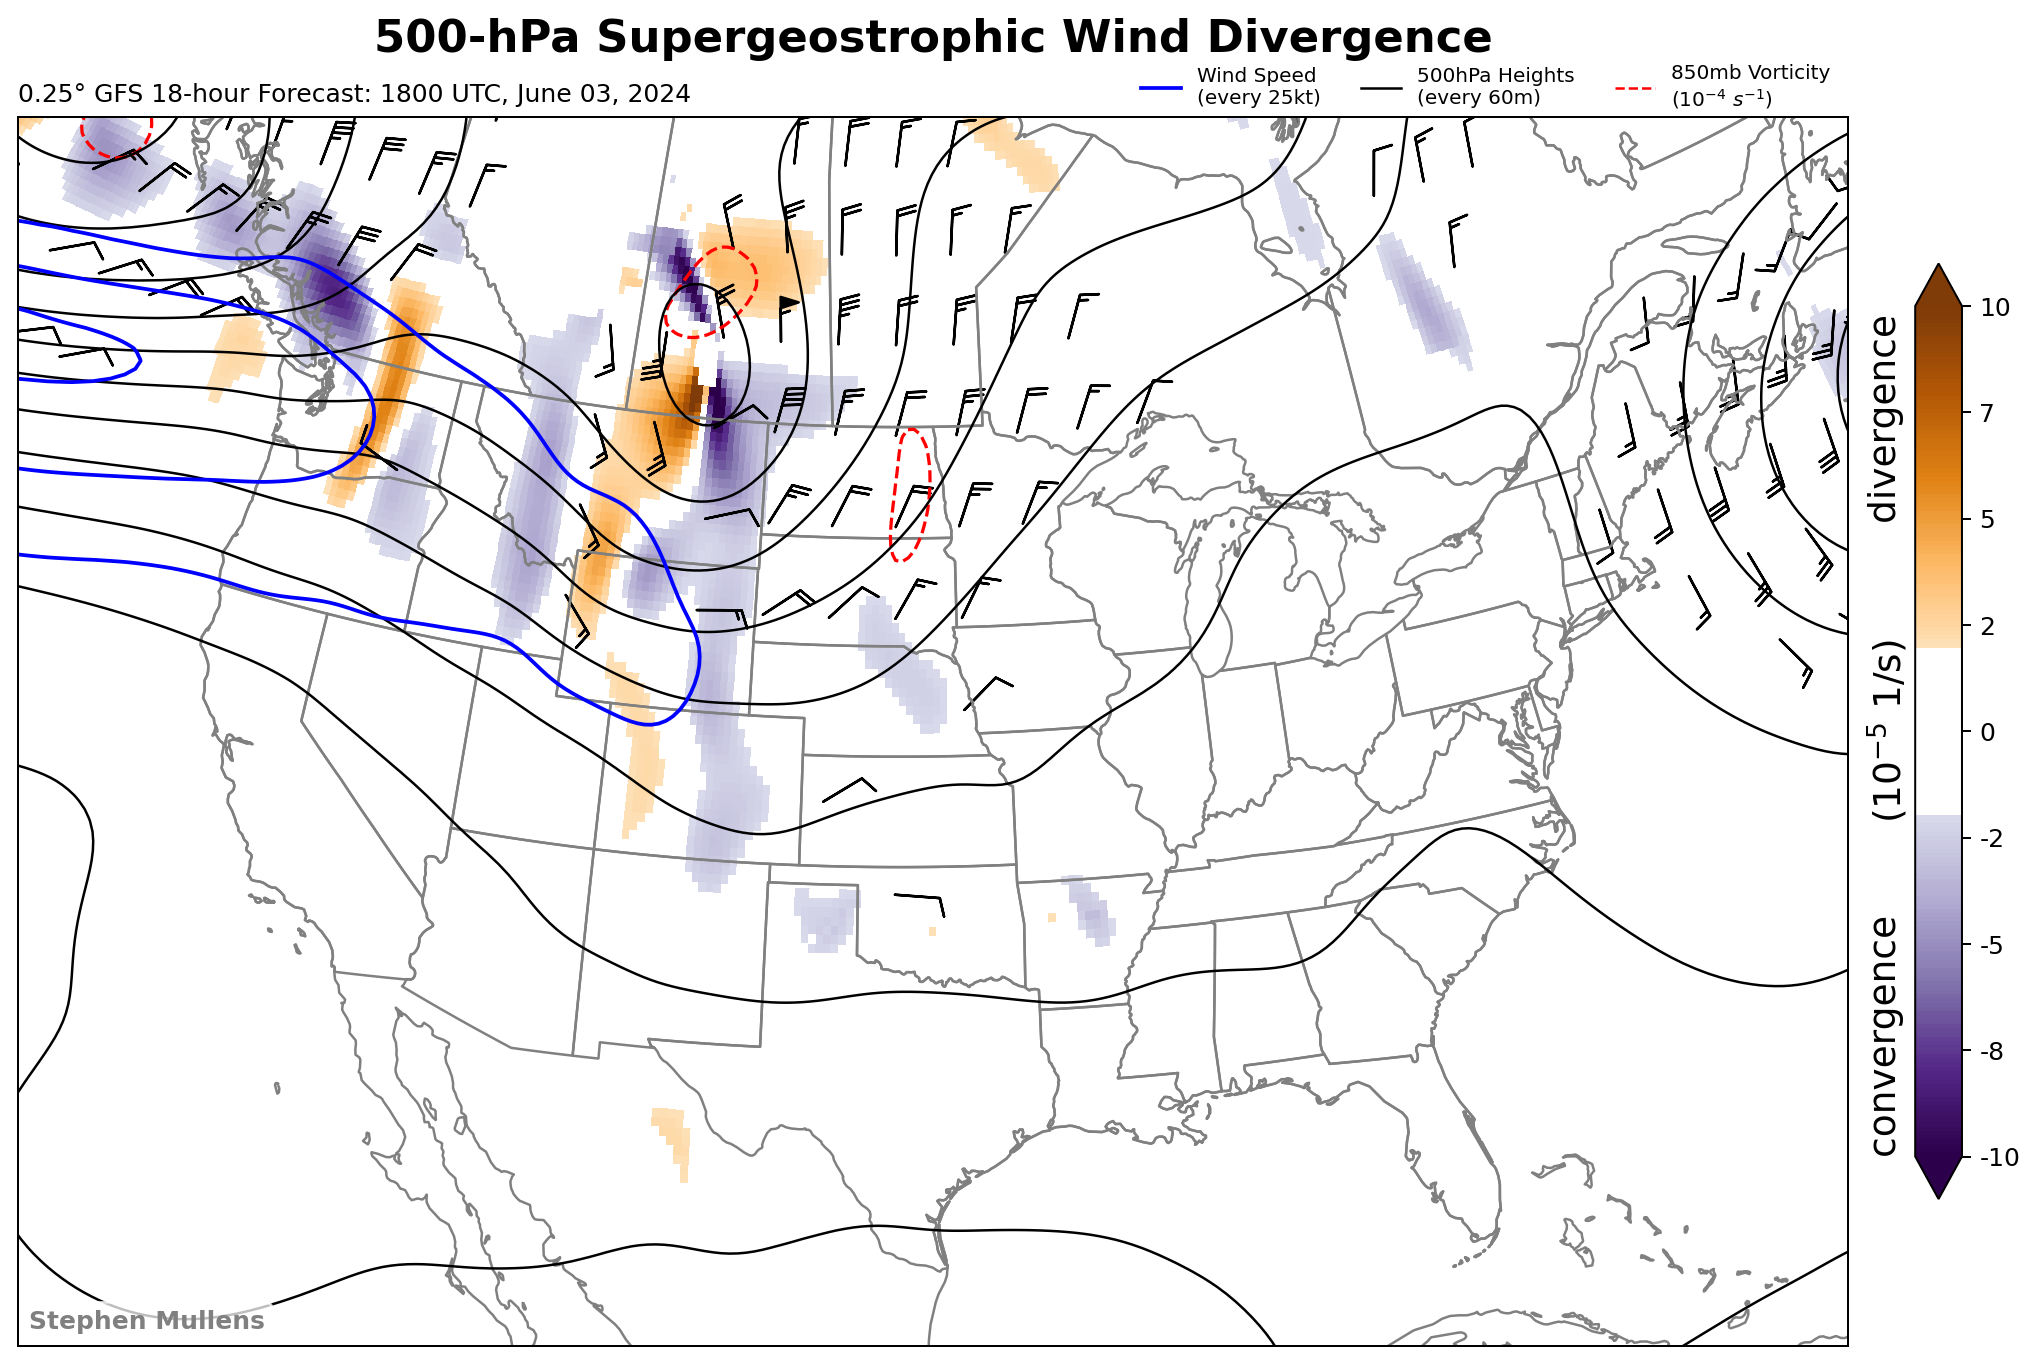 500-hPa Supergeostrophic Wind Divergence
0.25° GFS 18-hour Forecast: 1800 UTC, June 03, 2024
Wind Speed
(every 25kt)
500hPa Heights
(every 60m)
850mb Vorticity
(10⁻⁴ s⁻¹)
10
7
5
2
0
-2
-5
-8
-10
convergence (10⁻⁵ 1/s) divergence
Stephen Mullens